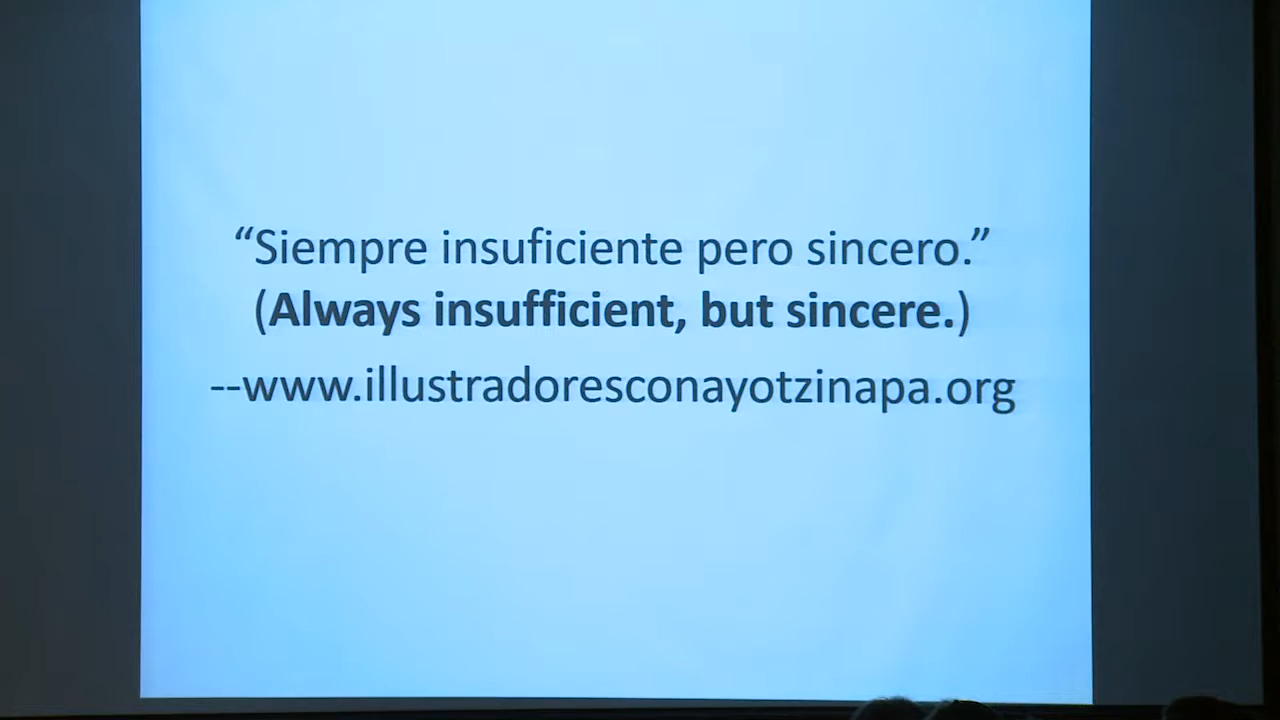 “Siempre insuficiente pero sincero.”
(Always insufficient, but sincere.)
--www.illustradoresconayotzinapa.org